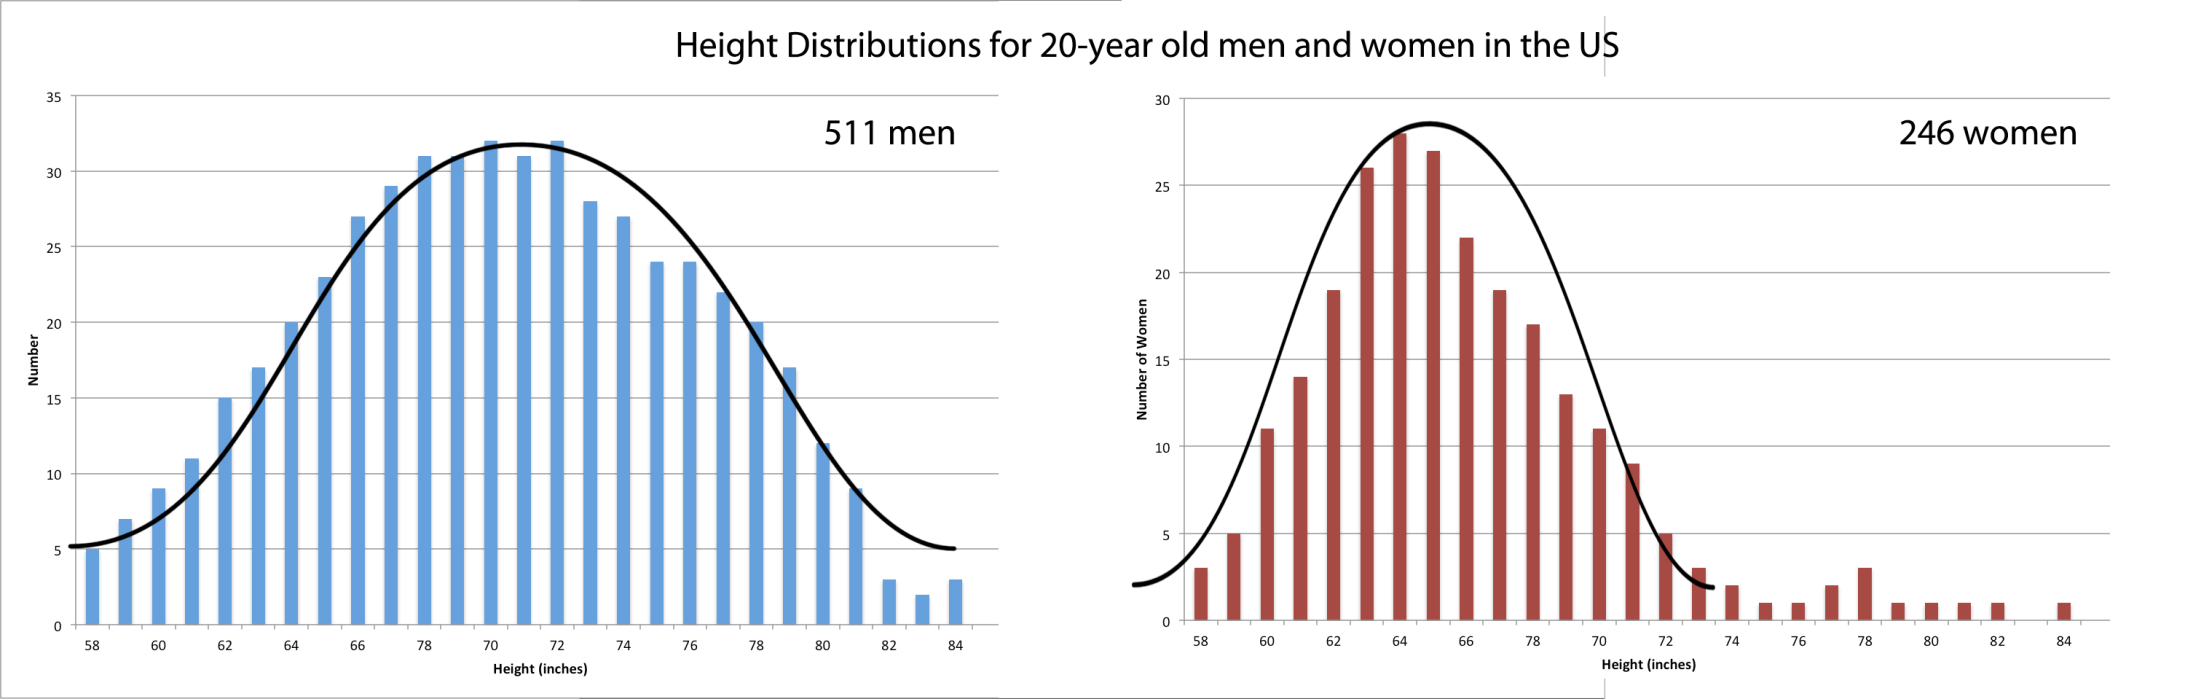 Height Distributions for 20-year old men and women in the US
511 men
35
30
25
20
15
10
5
0
Number
58 60 62 64 66 78 70 72 74 76 78 80 82 84
Height (inches)
246 women
30
25
20
15
10
5
0
Number of Women
58 60 62 64 66 78 70 72 74 76 78 80 82 84
Height (inches)